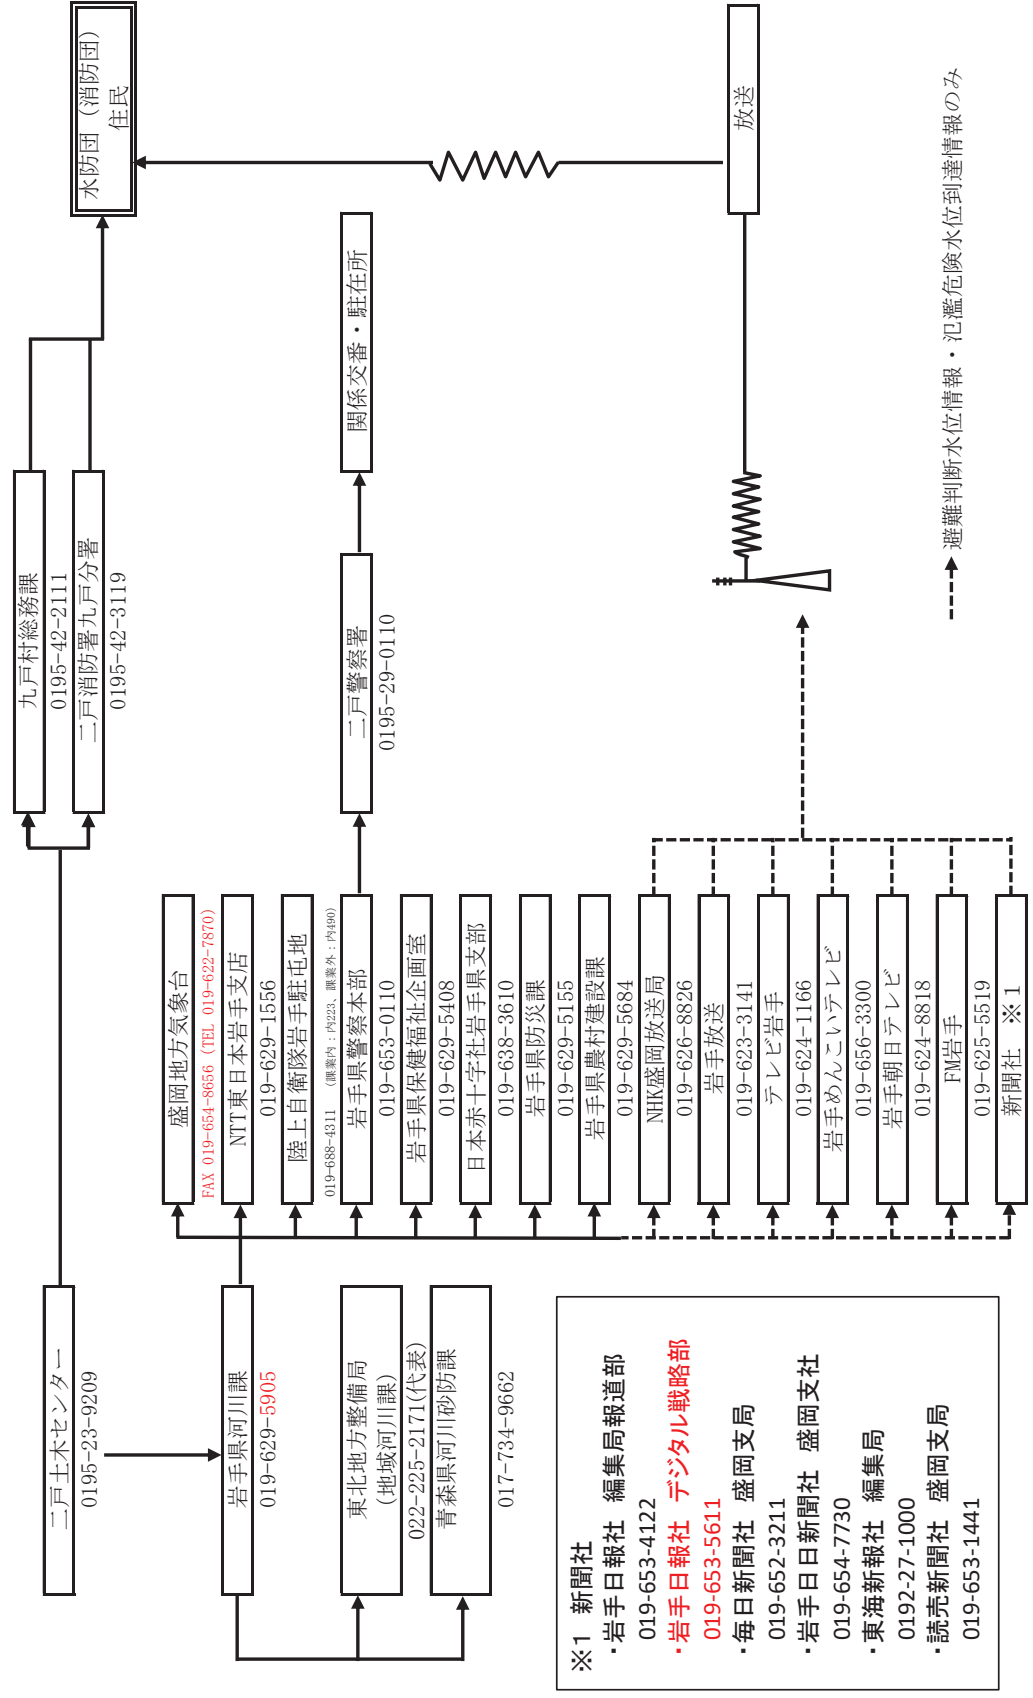 二戸土木センター
0195-23-9209
岩手県河川課
019-629-5905
東北地方整備局
(地域河川課)
022-225-2171(代表)
青森県河川砂防課
017-734-9662
九戸村総務課
0195-42-2111
二戸消防署九戸分署
0195-42-3119
水防団（消防団）
住民
盛岡地方気象台
FAX 019-654-8656 (TEL 019-622-7870)
NTT東日本岩手支店
019-629-1556
陸上自衛隊岩手駐屯地
019-688-4311 （課業内：内223、課業外：内490）
岩手県警察本部
019-653-0110
岩手県保健福祉企画室
019-629-5408
日本赤十字社岩手県支部
019-638-3610
岩手県防災課
019-629-5155
岩手県農村建設課
019-629-5684
NHK盛岡放送局
019-626-8826
岩手放送
019-623-3141
テレビ岩手
019-624-1166
岩手めんこいテレビ
019-656-3300
岩手朝日テレビ
019-624-8818
FM岩手
019-625-5519
新聞社　※1
二戸警察署
0195-29-0110
関係交番・駐在所
放送
避難判断水位情報・氾濫危険水位到達情報のみ
※1　新聞社
・岩手日報社　編集局報道部
019-653-4122
・岩手日報社　デジタル戦略部
019-653-5611
・毎日新聞社　盛岡支局
019-652-3211
・岩手日日新聞社　盛岡支社
019-654-7730
・東海新報社　編集局
0192-27-1000
・読売新聞社　盛岡支局
019-653-1441